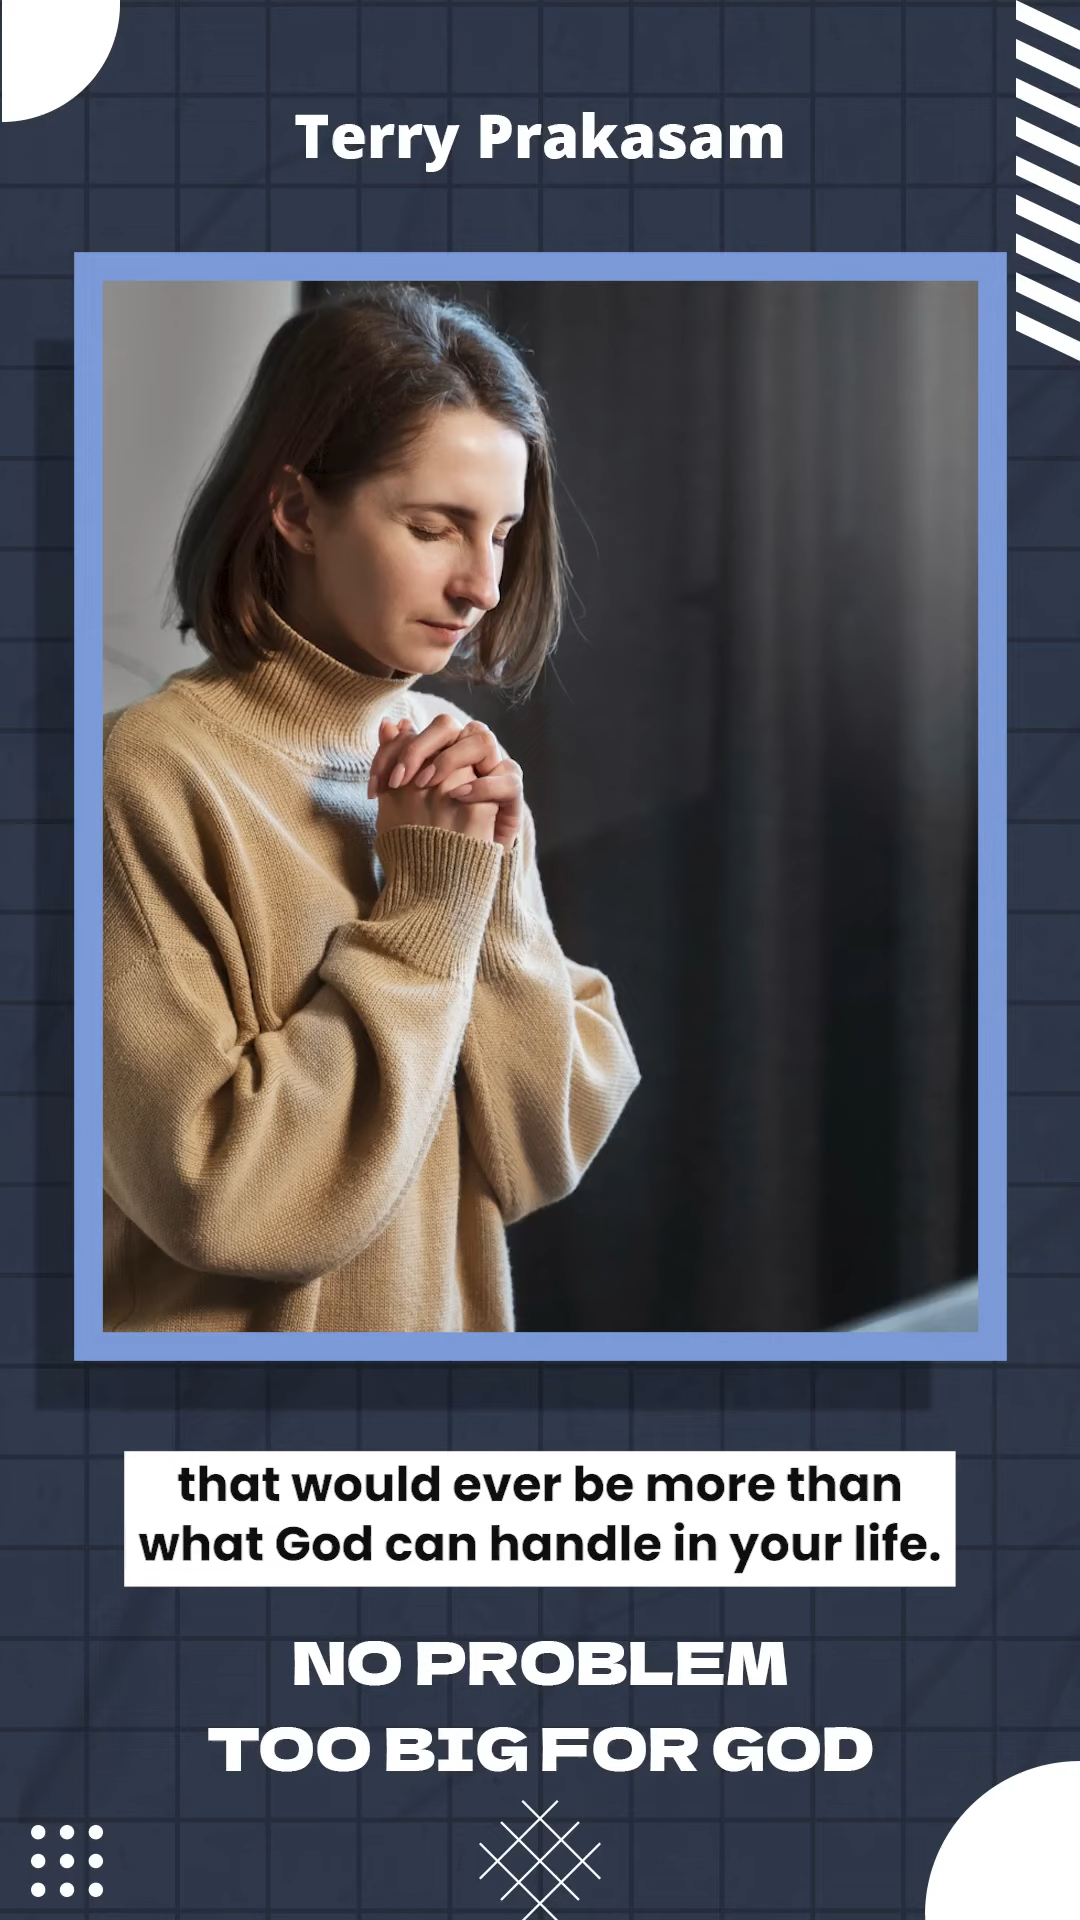 Terry Prakasam
that would ever be more than
what God can handle in your life.
NO PROBLEM
TOO BIG FOR GOD